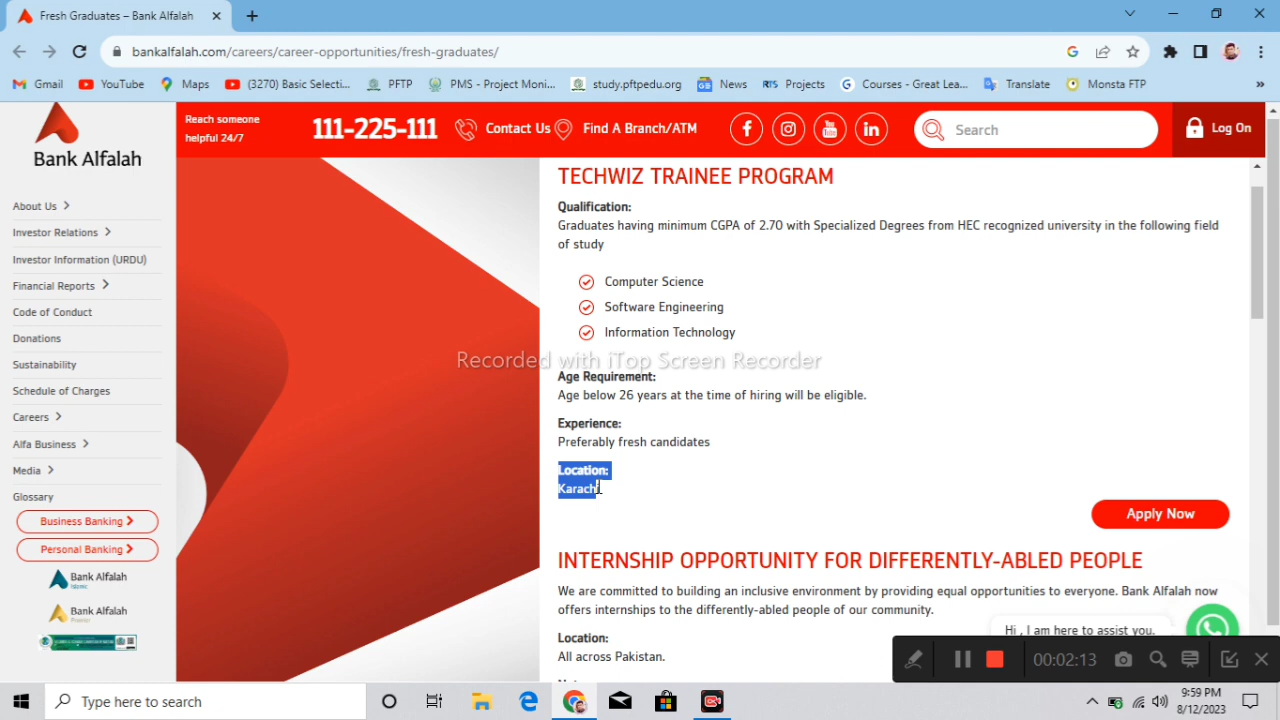 Fresh Graduates – Bank Alfalah
bankalfalah.com/careers/career-opportunities/fresh-graduates/
Gmail
YouTube
Maps
(3270) Basic Selecti...
PFTP
PMS - Project Moni...
study.pftpedu.org
News
RTS Projects
Courses - Great Lea...
Translate
Monsta FTP
»
Bank Alfalah
Reach someone
helpful 24/7
111-225-111
Contact Us
Find A Branch/ATM
Search
Log On
About Us
Investor Relations
Investor Information (URDU)
Financial Reports
Code of Conduct
Donations
Sustainability
Schedule of Charges
Careers
Alfa Business
Media
Glossary
Business Banking
Personal Banking
Bank Alfalah
Islamic
Bank Alfalah
Premier
TECHWIZ TRAINEE PROGRAM
Qualification:
Graduates having minimum CGPA of 2.70 with Specialized Degrees from HEC recognized university in the following field
of study
Computer Science
Software Engineering
Information Technology
Recorded with iTop Screen Recorder
Age Requirement:
Age below 26 years at the time of hiring will be eligible.
Experience:
Preferably fresh candidates
Location:
Karachi
Apply Now
INTERNSHIP OPPORTUNITY FOR DIFFERENTLY-ABLED PEOPLE
We are committed to building an inclusive environment by providing equal opportunities to everyone. Bank Alfalah now
offers internships to the differently-abled people of our community.
Location:
All across Pakistan.
Hi , I am here to assist you.
00:02:13
Type here to search
9:59 PM
8/12/2023